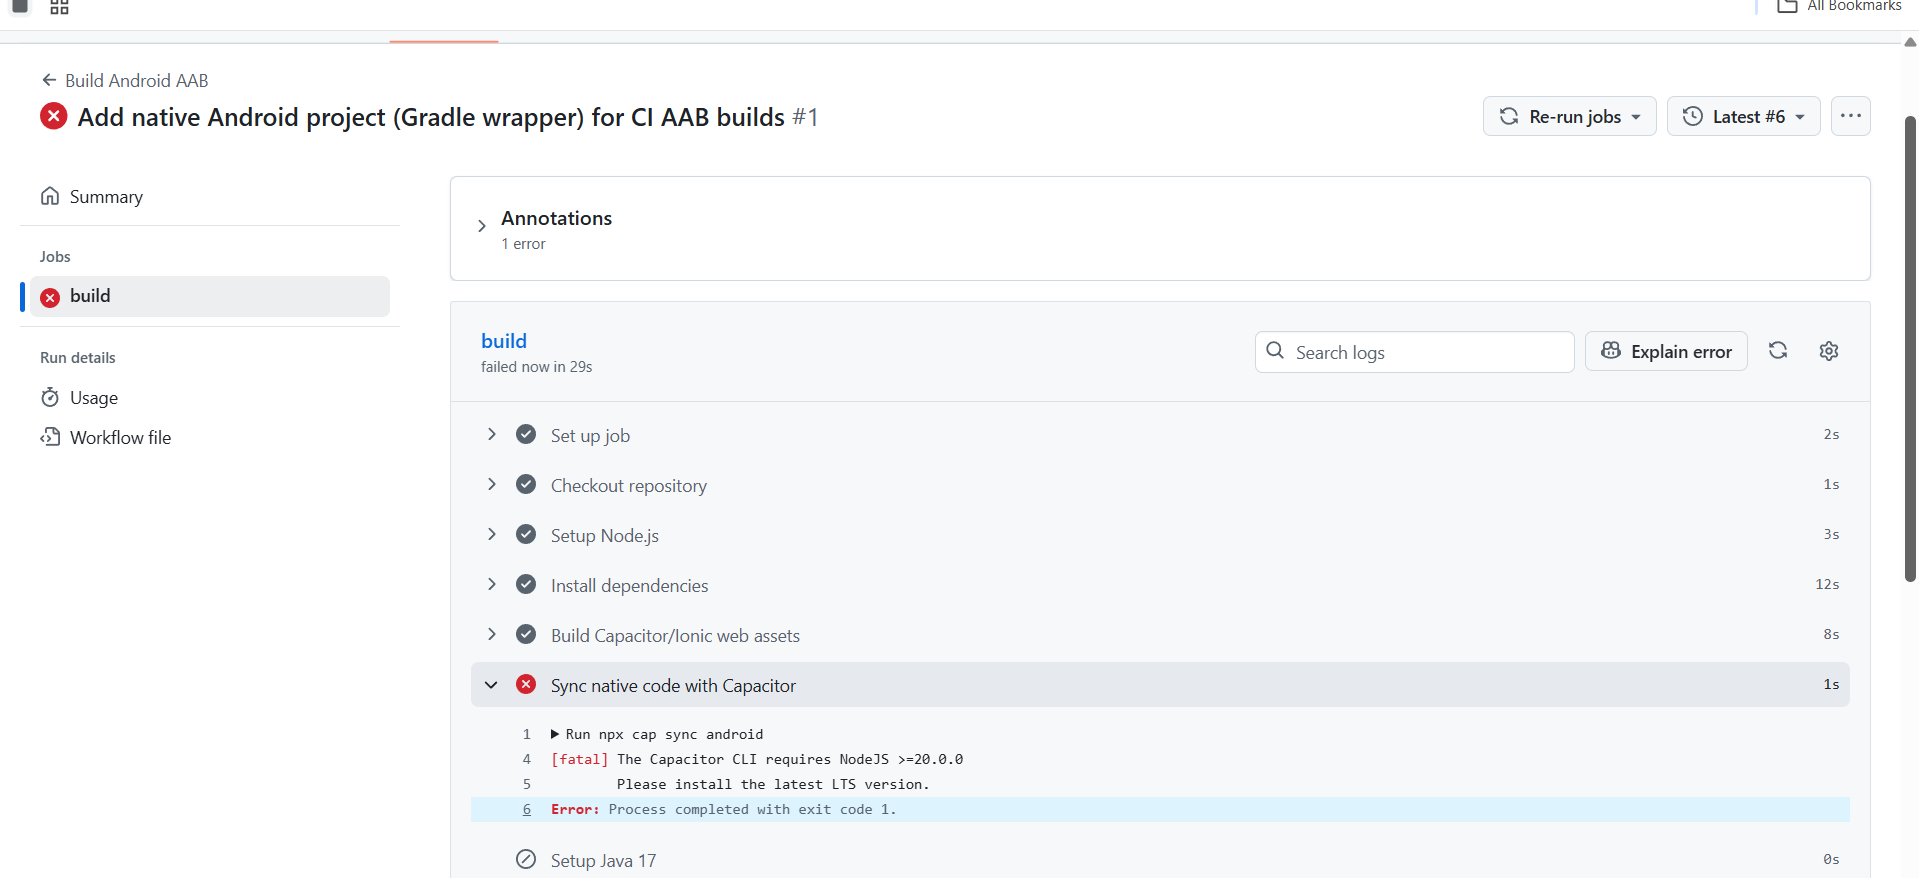 All Bookmarks
Build Android AAB
Add native Android project (Gradle wrapper) for CI AAB builds #1
Re-run jobs
Latest #6
Summary
Annotations
1 error
Jobs
build
Run details
Usage
Workflow file
build
failed now in 29s
Search logs
Explain error
Set up job 2s
Checkout repository 1s
Setup Node.js 3s
Install dependencies 12s
Build Capacitor/Ionic web assets 8s
Sync native code with Capacitor 1s
1 Run npx cap sync android
4 [fatal] The Capacitor CLI requires NodeJS >=20.0.0
5 Please install the latest LTS version.
6 Error: Process completed with exit code 1.
Setup Java 17 0s